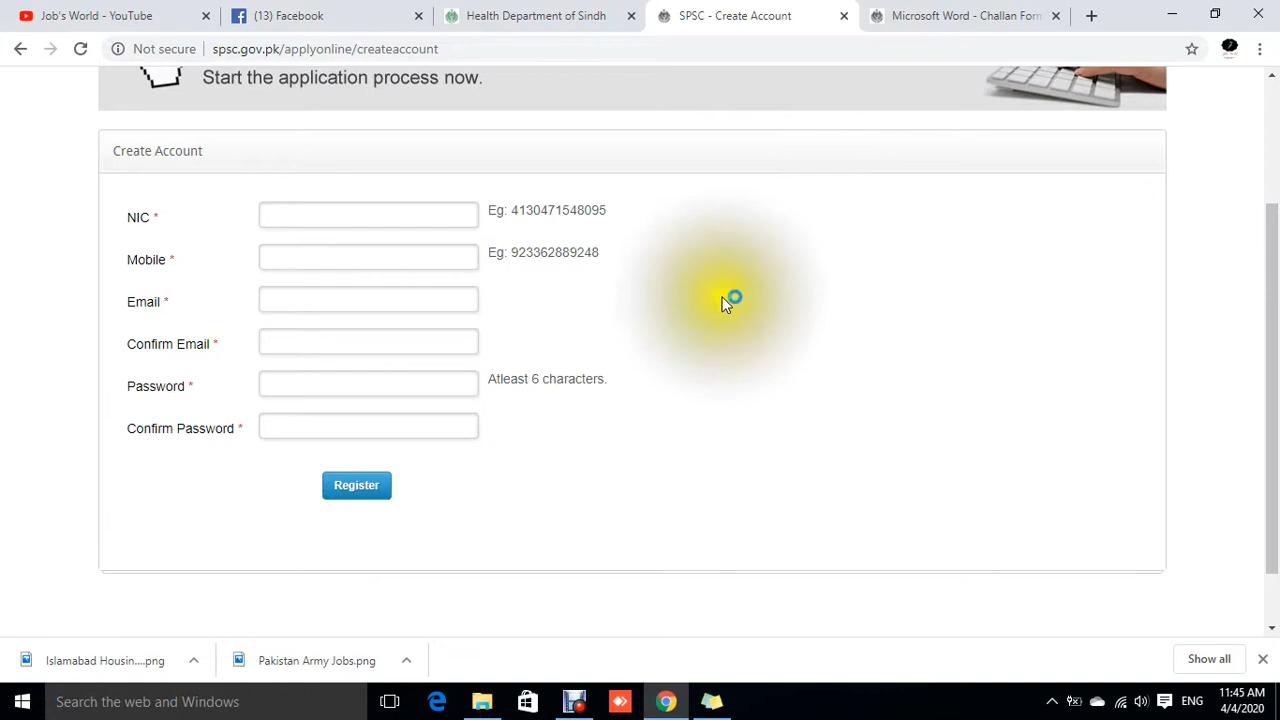 Job's World - YouTube
(13) Facebook
Health Department of Sindh
SPSC - Create Account
Microsoft Word - Challan Form
Not secure
spsc.gov.pk/applyonline/createaccount
Start the application process now.
Create Account
NIC *
Eg: 4130471548095
Mobile *
Eg: 923362889248
Email *
Confirm Email *
Password *
Atleast 6 characters.
Confirm Password *
Register
Islamabad Housin....png
Pakistan Army Jobs.png
Show all
Search the web and Windows
ENG
11:45 AM
4/4/2020